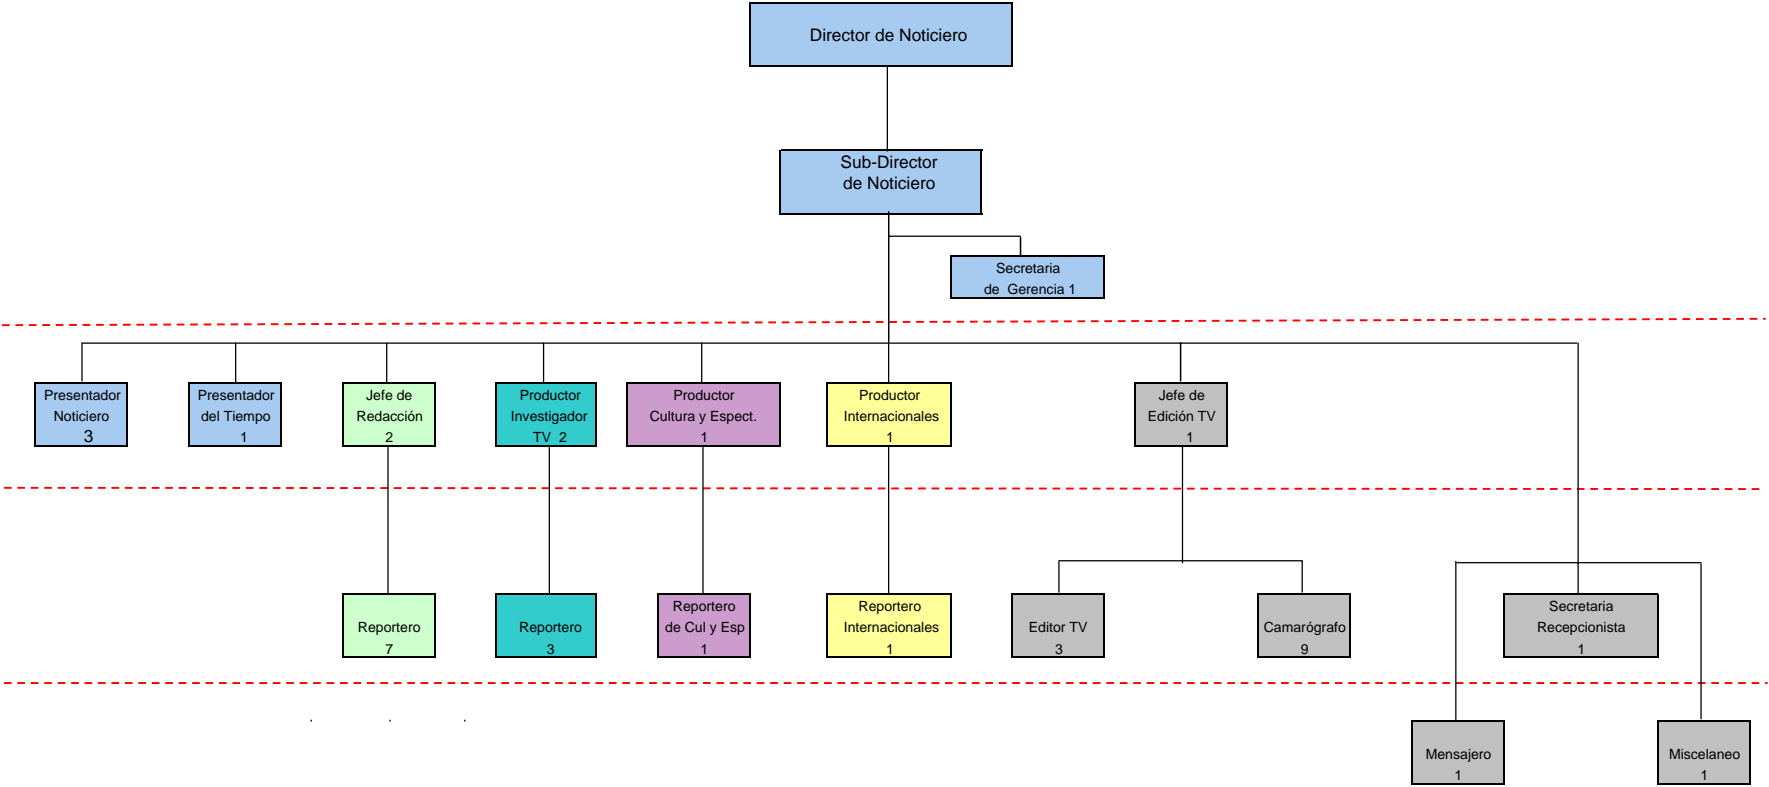 Director de Noticiero
Sub-Director
de Noticiero
Secretaria
de Gerencia 1
Presentador
Noticiero
3
Presentador
del Tiempo
1
Jefe de
Redacción
2
Productor
Investigador
TV 2
Productor
Cultura y Espect.
1
Productor
Internacionales
1
Jefe de
Edición TV
1
Reportero
7
Reportero
3
Reportero
de Cul y Esp
1
Reportero
Internacionales
1
Editor TV
3
Camarógrafo
9
Secretaria
Recepcionista
1
Mensajero
1
Miscelaneo
1